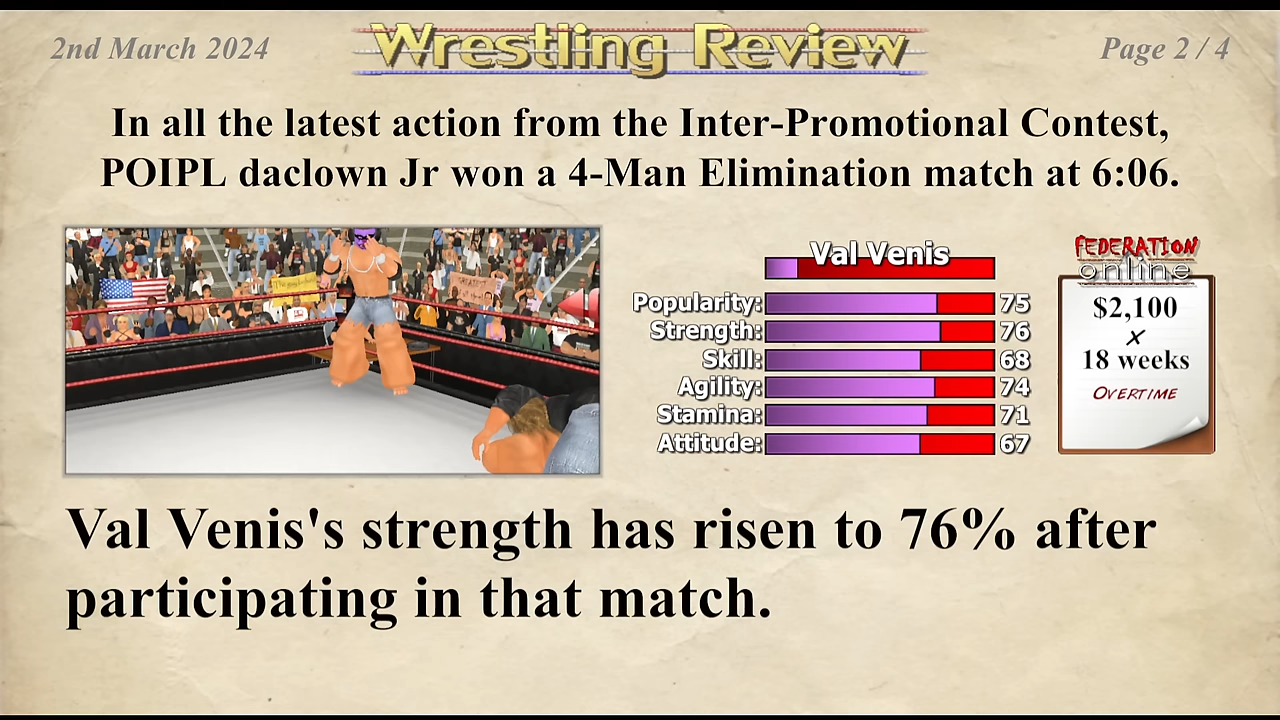 2nd March 2024
Wrestling Review
Page 2 / 4
In all the latest action from the Inter-Promotional Contest,
POIPL daclown Jr won a 4-Man Elimination match at 6:06.
Val Venis
Popularity: 75
Strength: 76
Skill: 68
Agility: 74
Stamina: 71
Attitude: 67
FEDERATION
online
$2,100
x
18 weeks
OVERTIME
Val Venis's strength has risen to 76% after
participating in that match.